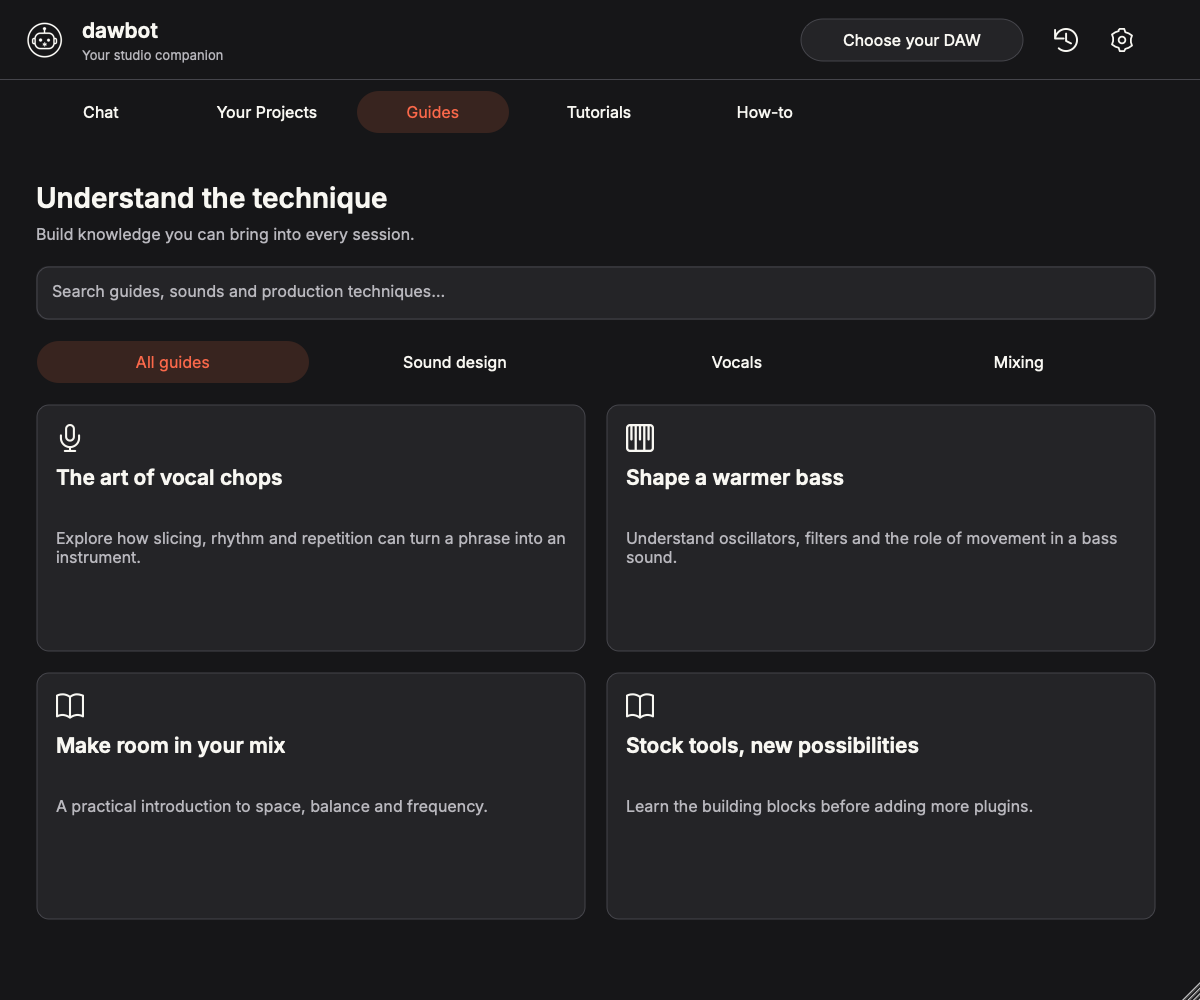 dawbot
Your studio companion
Choose your DAW
Chat
Your Projects
Guides
Tutorials
How-to
Understand the technique
Build knowledge you can bring into every session.
Search guides, sounds and production techniques...
All guides
Sound design
Vocals
Mixing
The art of vocal chops
Explore how slicing, rhythm and repetition can turn a phrase into an
instrument.
Shape a warmer bass
Understand oscillators, filters and the role of movement in a bass
sound.
Make room in your mix
A practical introduction to space, balance and frequency.
Stock tools, new possibilities
Learn the building blocks before adding more plugins.